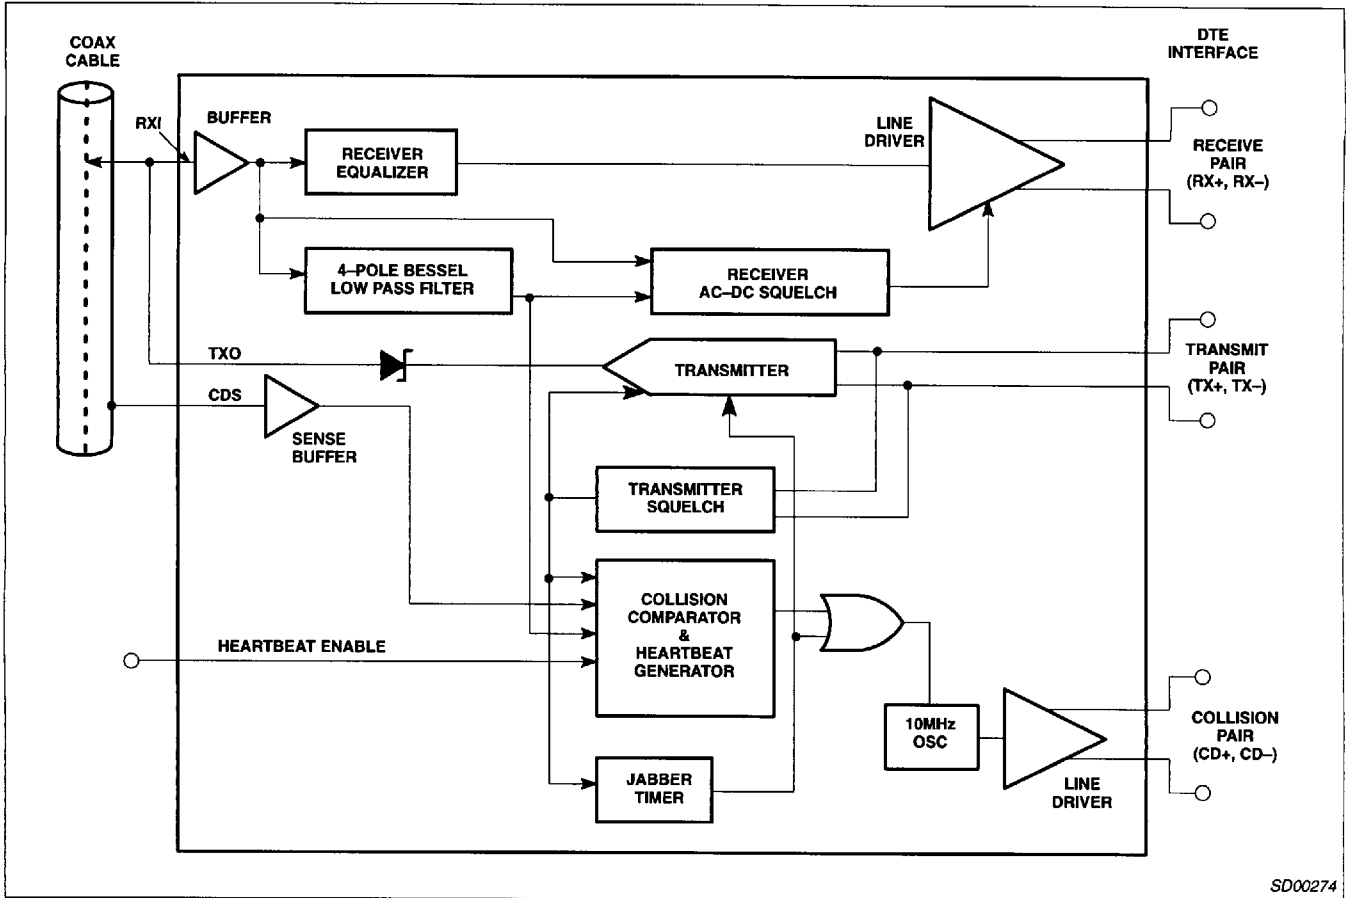 COAX
CABLE
DTE
INTERFACE
RXI
BUFFER
LINE
DRIVER
RECEIVER
EQUALIZER
RECEIVE
PAIR
(RX+, RX–)
4–POLE BESSEL
LOW PASS FILTER
RECEIVER
AC–DC SQUELCH
TXO
TRANSMITTER
TRANSMIT
PAIR
(TX+, TX–)
CDS
SENSE
BUFFER
TRANSMITTER
SQUELCH
COLLISION
COMPARATOR
&
HEARTBEAT
GENERATOR
HEARTBEAT ENABLE
10MHz
OSC
COLLISION
PAIR
(CD+, CD–)
JABBER
TIMER
LINE
DRIVER
SD00274